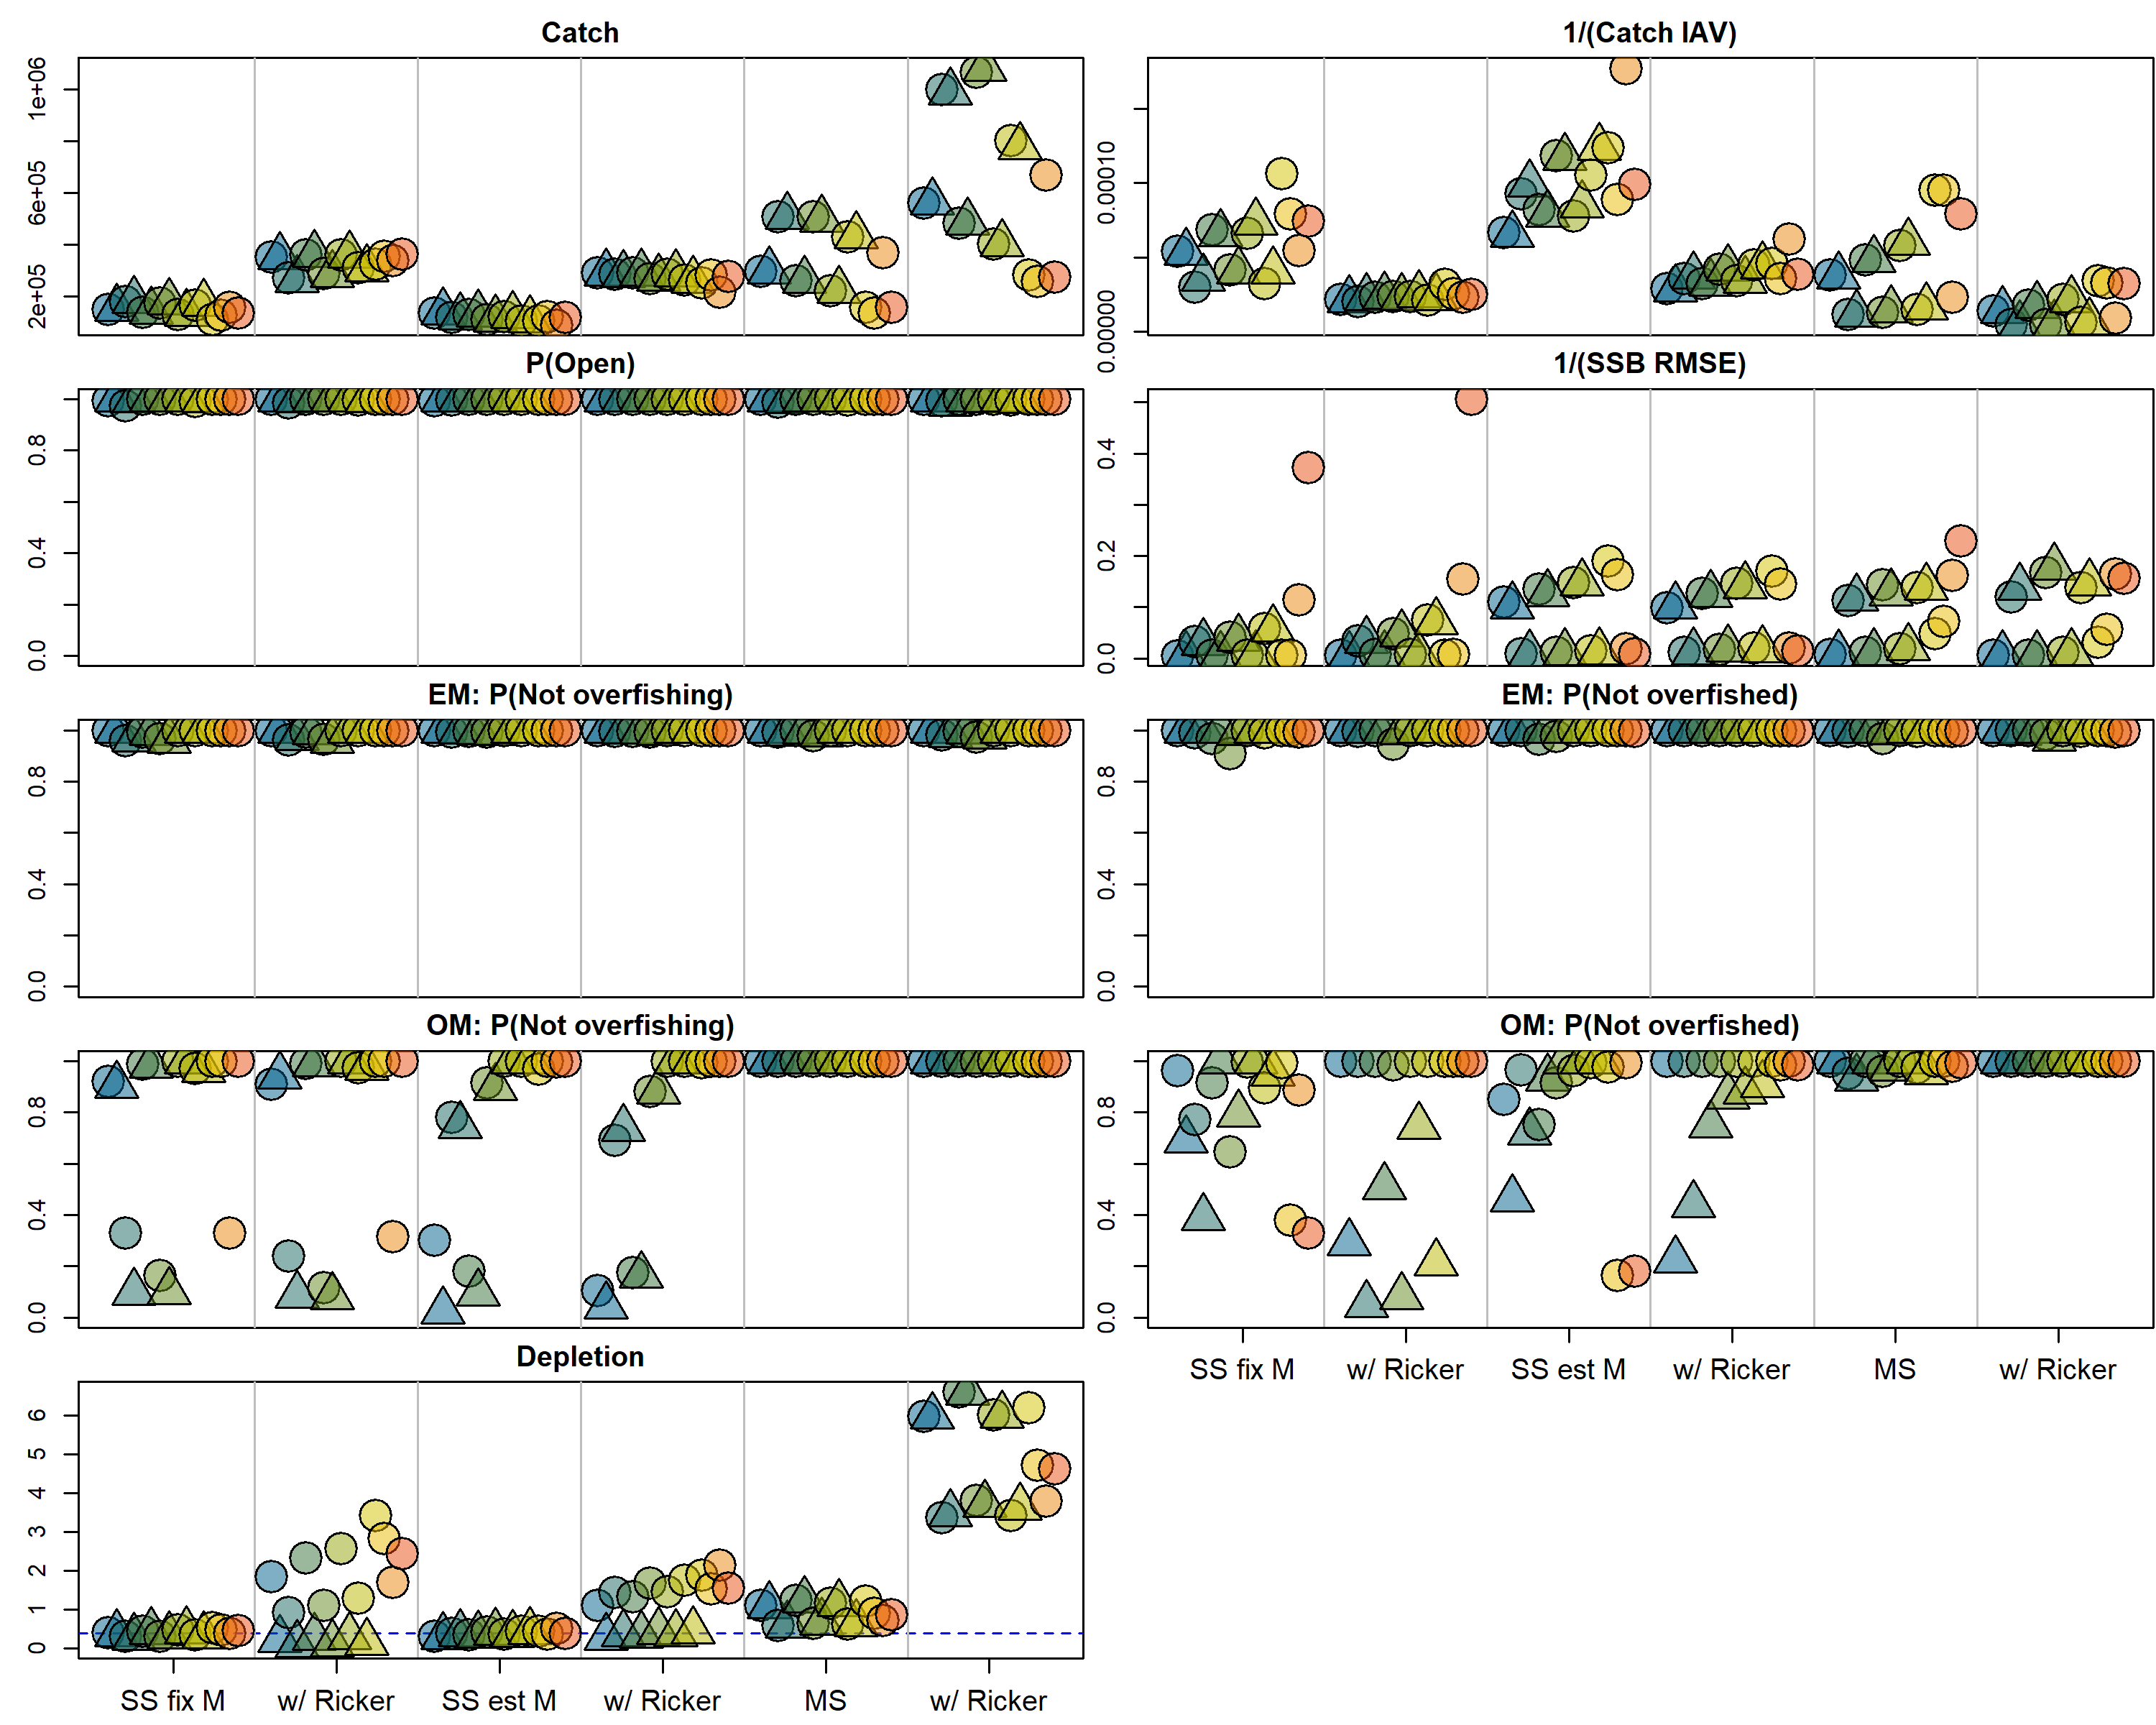 Catch
1/(Catch IAV)
2e+05 6e+05 1e+06
0.00000 0.00010
P(Open)
1/(SSB RMSE)
0.0 0.4 0.8
0.0 0.2 0.4
EM: P(Not overfishing)
EM: P(Not overfished)
0.0 0.4 0.8
0.0 0.4 0.8
OM: P(Not overfishing)
OM: P(Not overfished)
0.0 0.4 0.8
0.0 0.4 0.8
SS fix M w/ Ricker SS est M w/ Ricker MS w/ Ricker
Depletion
0 1 2 3 4 5 6
SS fix M w/ Ricker SS est M w/ Ricker MS w/ Ricker